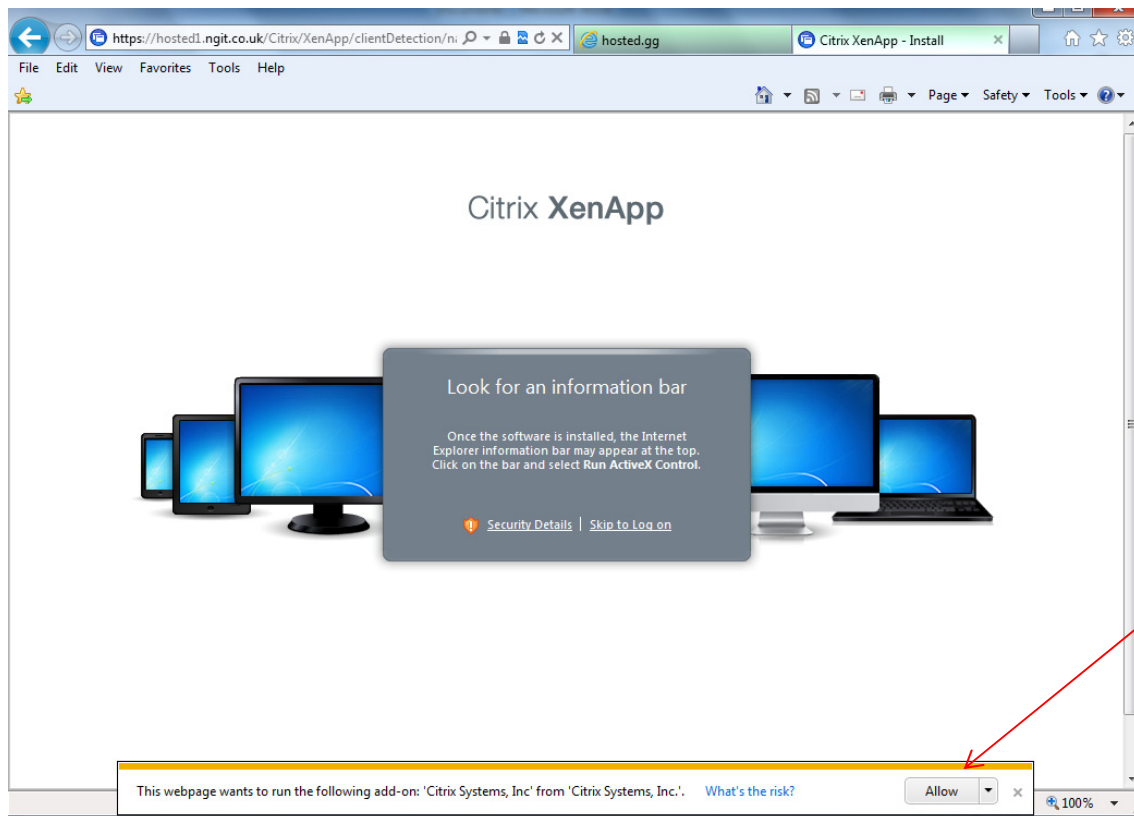 https://hosted1.ngit.co.uk/Citrix/XenApp/clientDetection/
hosted.gg
Citrix XenApp - Install
File Edit View Favorites Tools Help
Page Safety Tools
Citrix XenApp
Look for an information bar
Once the software is installed, the Internet
Explorer information bar may appear at the top.
Click on the bar and select Run ActiveX Control.
Security Details | Skip to Log on
This webpage wants to run the following add-on: 'Citrix Systems, Inc' from 'Citrix Systems, Inc.'. What's the risk? Allow
100%